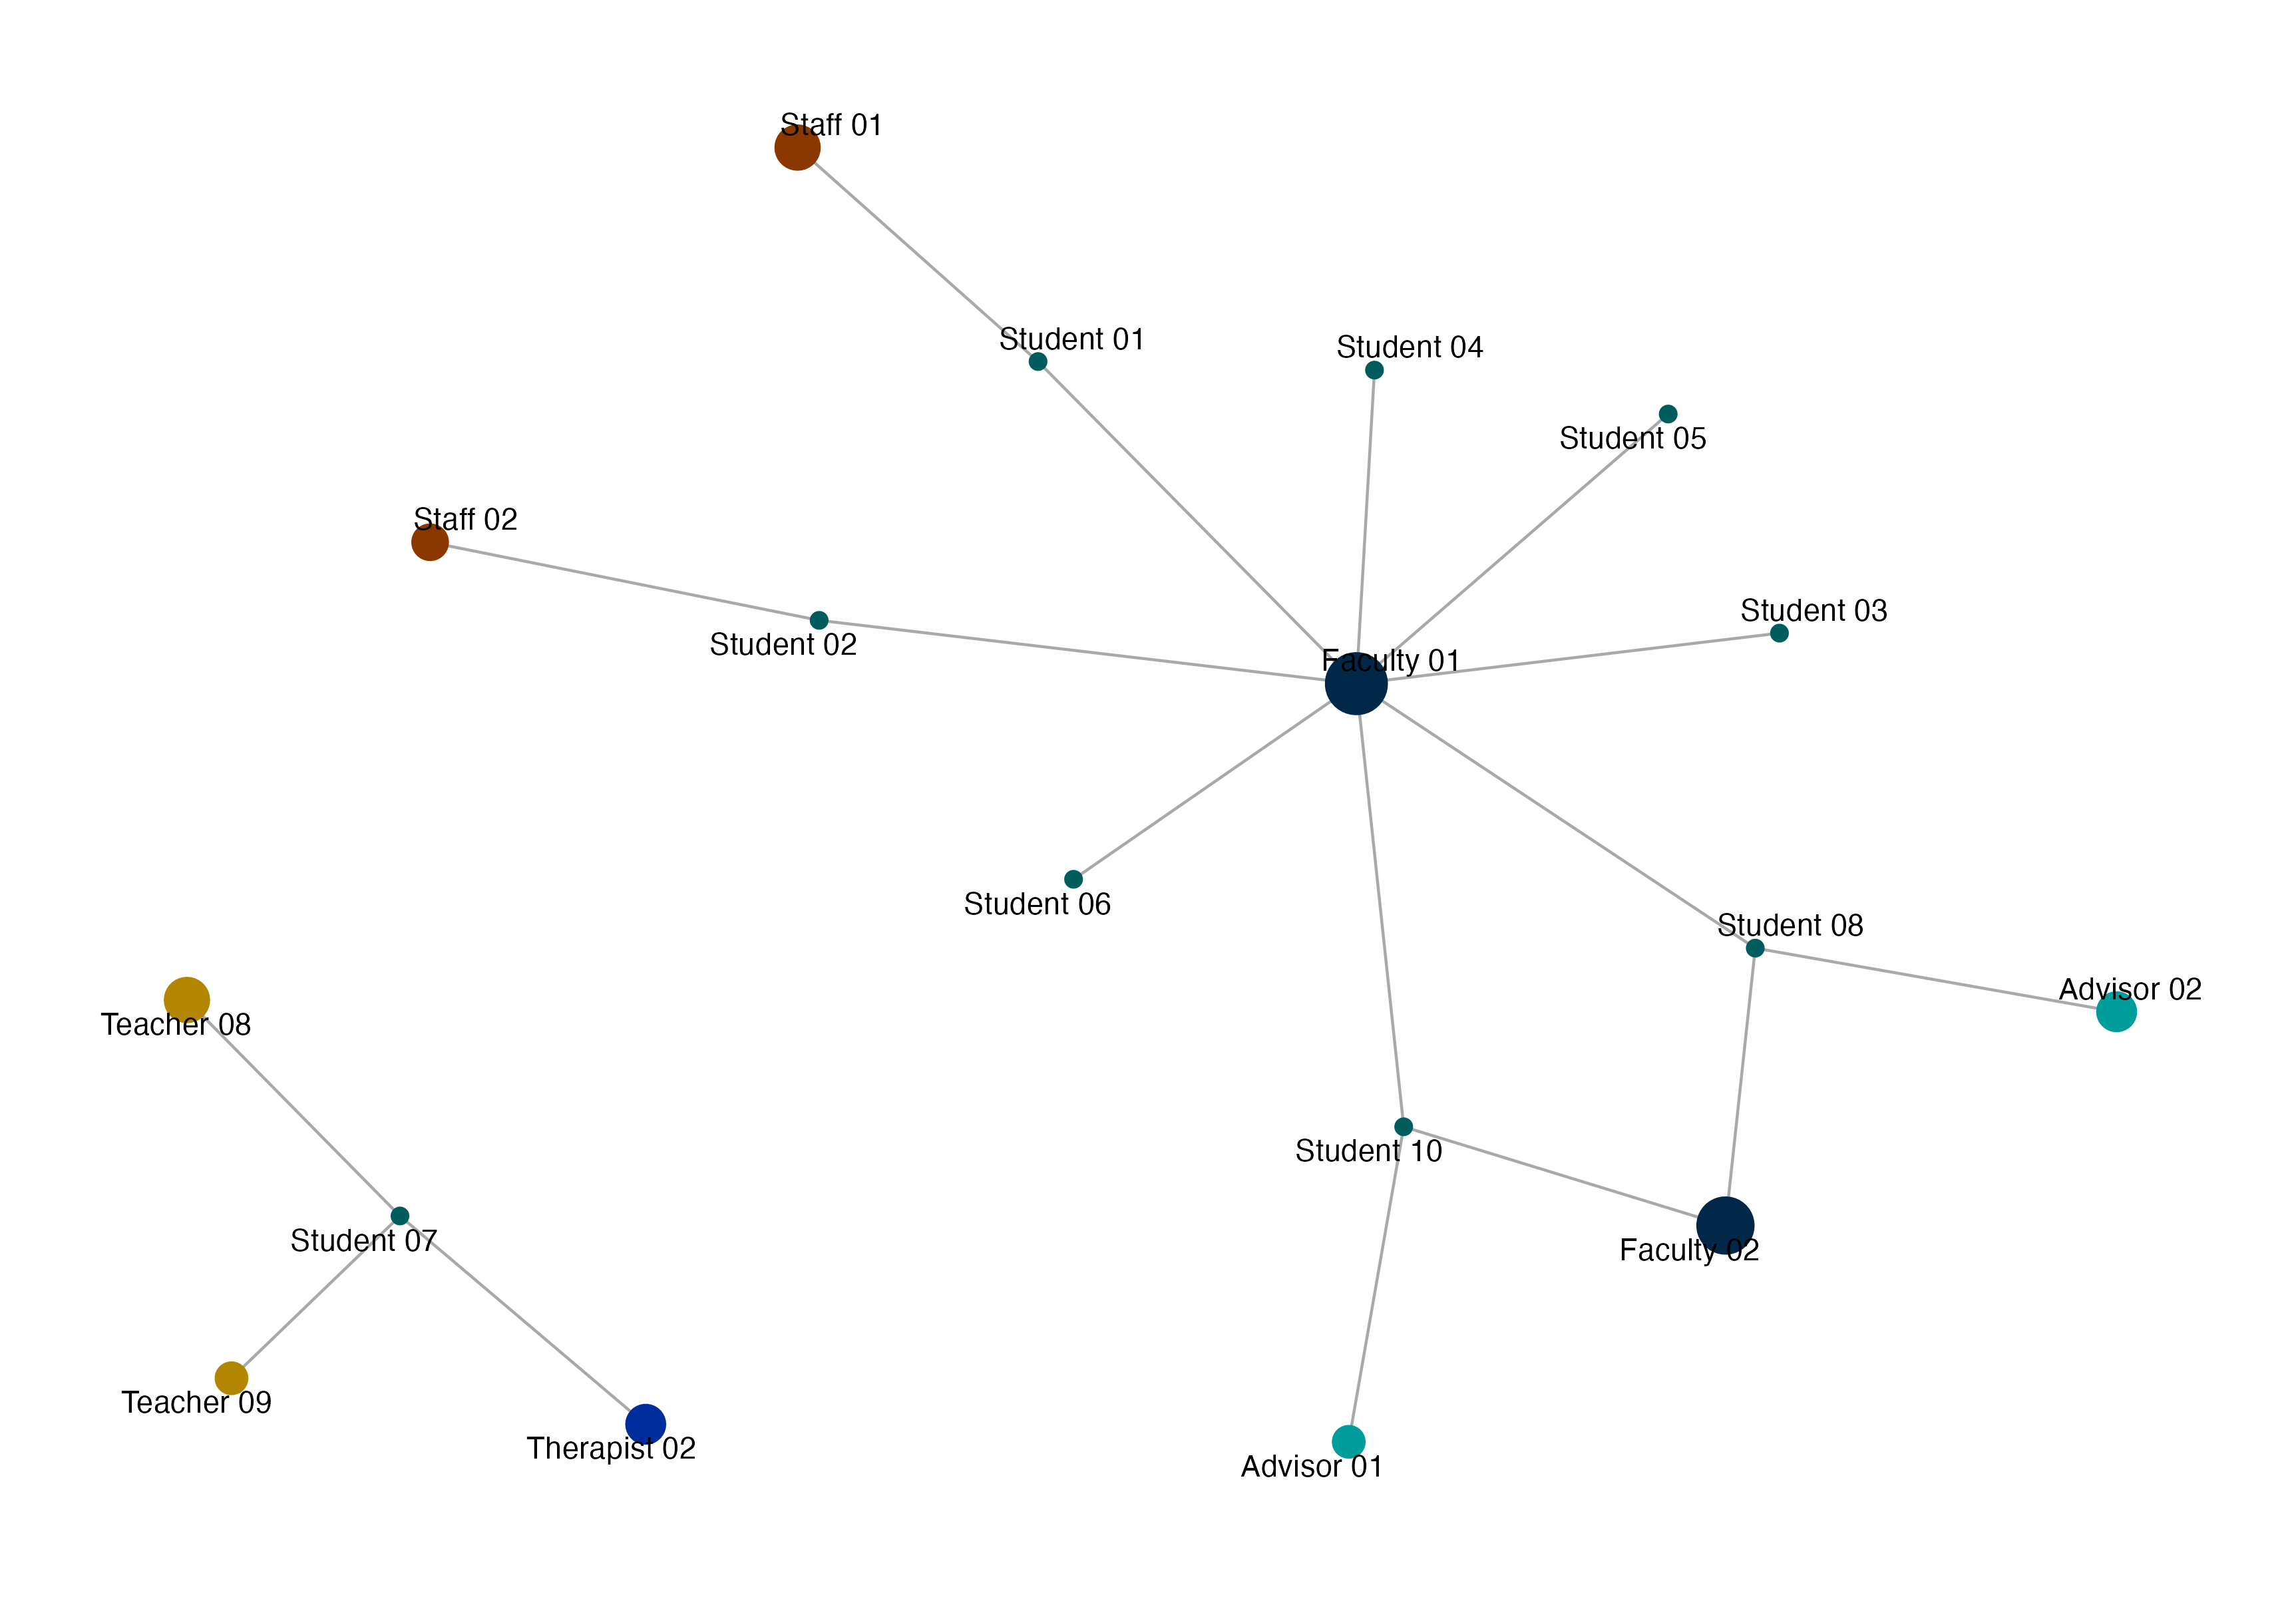 Staff 01
Student 01
Student 04
Student 05
Staff 02
Student 03
Student 02
Faculty 01
Student 06
Student 08
Advisor 02
Teacher 08
Student 10
Student 07
Faculty 02
Teacher 09
Therapist 02
Advisor 01